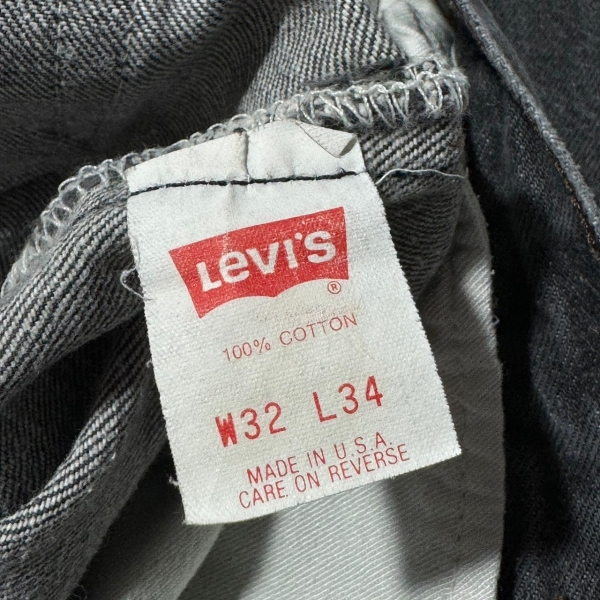 Levi's ®
100% COTTON
W32 L34
MADE IN U.S.A.
CARE ON REVERSE